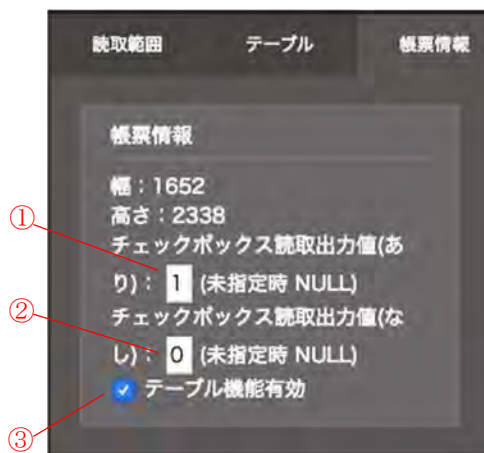 読取範囲 テーブル 帳票情報
帳票情報
幅：1652
高さ：2338
チェックボックス読取出力値(あ
① り)： 1 (未指定時 NULL)
チェックボックス読取出力値(な
② し)： 0 (未指定時 NULL)
③ テーブル機能有効